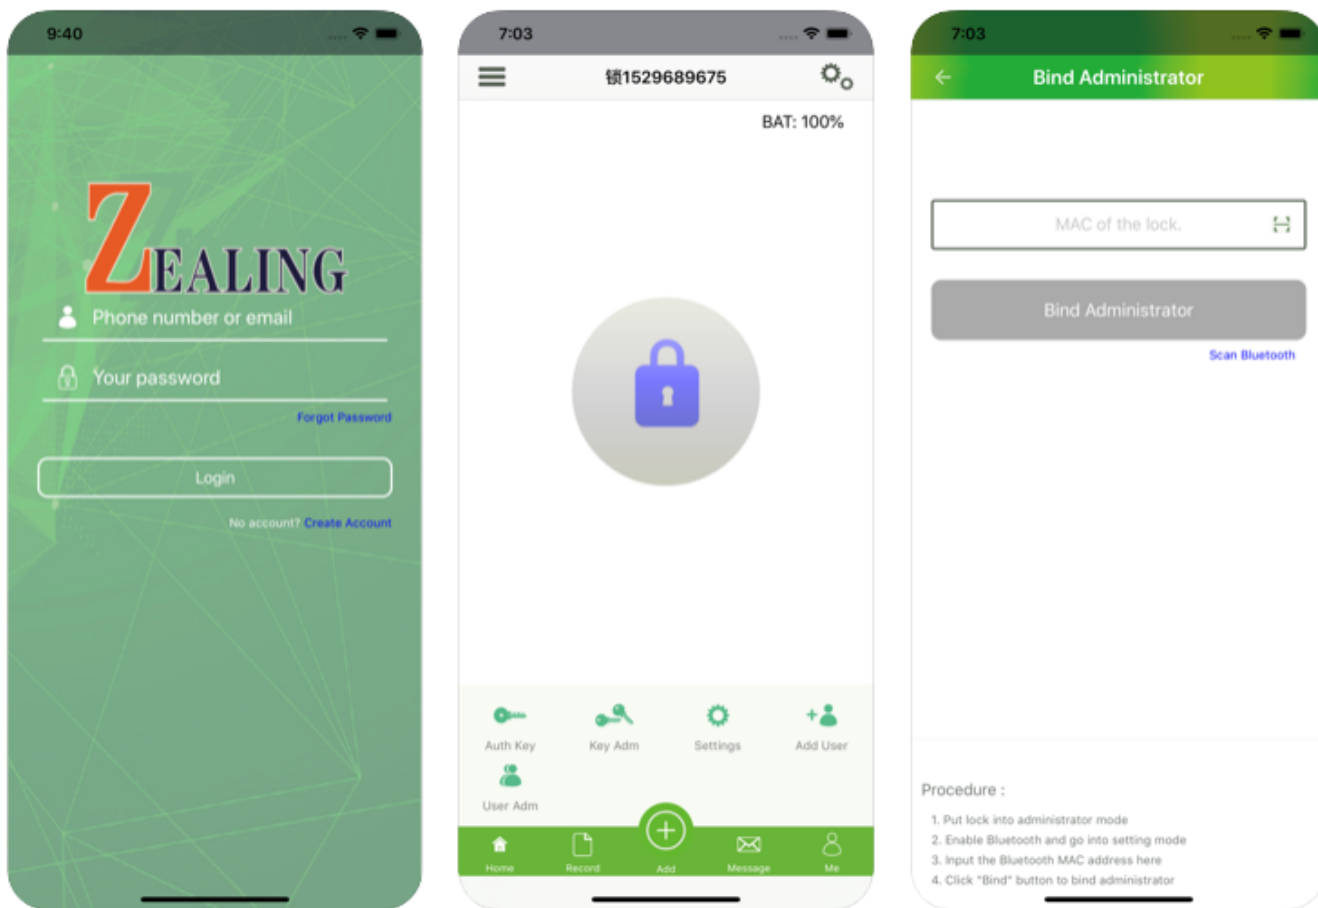 9:40
ZEALING
Phone number or email
Your password
Forgot Password
Login
No account? Create Account
7:03
锁1529689675
BAT: 100%
Auth Key
Key Adm
Settings
Add User
User Adm
Home
Record
Add
Message
Me
7:03
Bind Administrator
MAC of the lock.
Bind Administrator
Scan Bluetooth
Procedure :
1. Put lock into administrator mode
2. Enable Bluetooth and go into setting mode
3. Input the Bluetooth MAC address here
4. Click "Bind" button to bind administrator